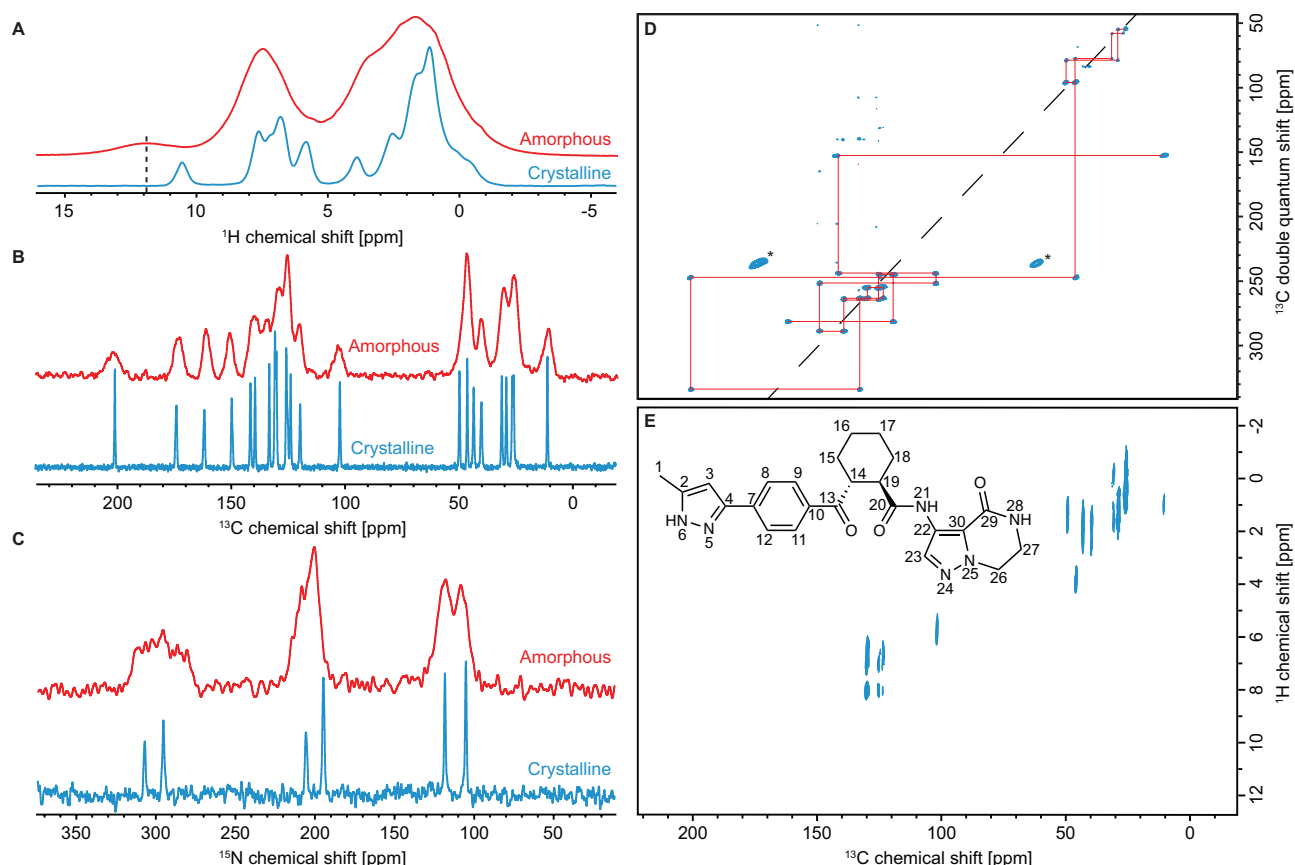 A
Amorphous
Crystalline
15 10 5 0 -5
¹H chemical shift [ppm]
B
Amorphous
Crystalline
200 150 100 50 0
¹³C chemical shift [ppm]
C
Amorphous
Crystalline
350 300 250 200 150 100 50
¹⁵N chemical shift [ppm]
D
*
*
50
100
150
200
250
300
¹³C double quantum shift [ppm]
E
16 17
15 18
1 3 8 9 14 19
2 4 7 13 20 21
NH N O O NH O NH
6 5 10 22 30 29 28
12 11 23 N N 27
24 25 26
-2
0
2
4
6
8
10
12
¹H chemical shift [ppm]
200 150 100 50 0
¹³C chemical shift [ppm]